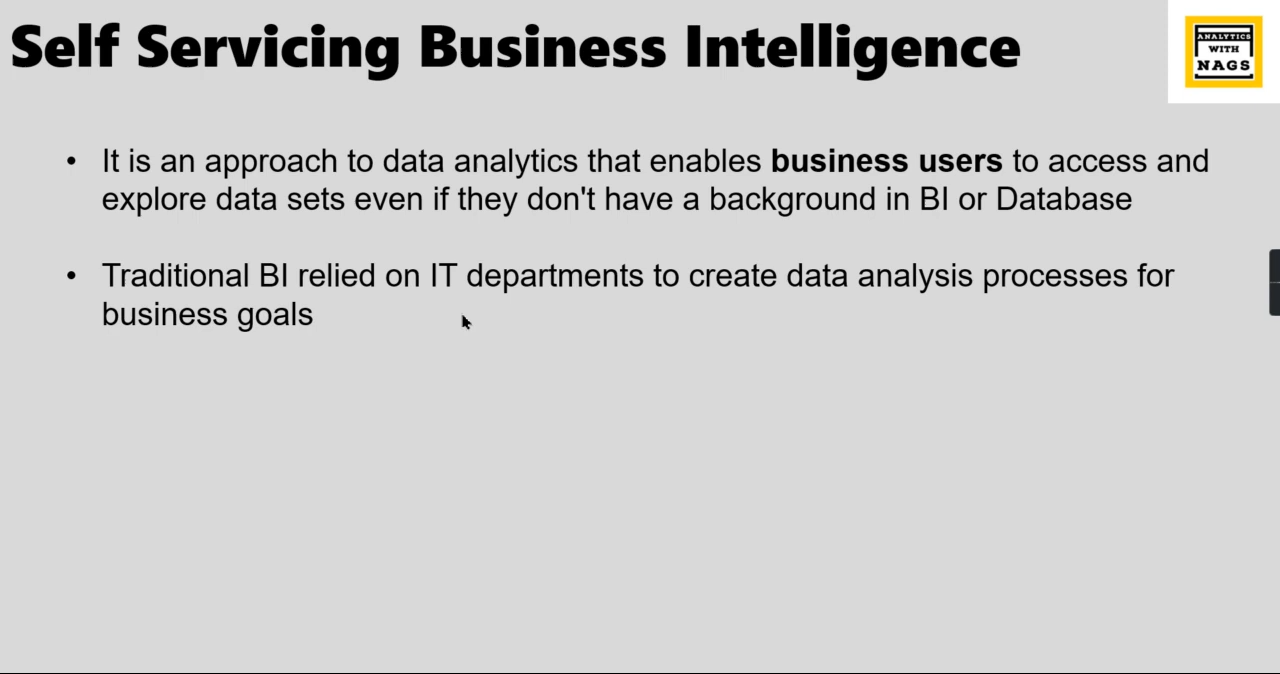 Self Servicing Business Intelligence
ANALYTICS
WITH
NAGS
• It is an approach to data analytics that enables business users to access and
explore data sets even if they don't have a background in BI or Database
• Traditional BI relied on IT departments to create data analysis processes for
business goals